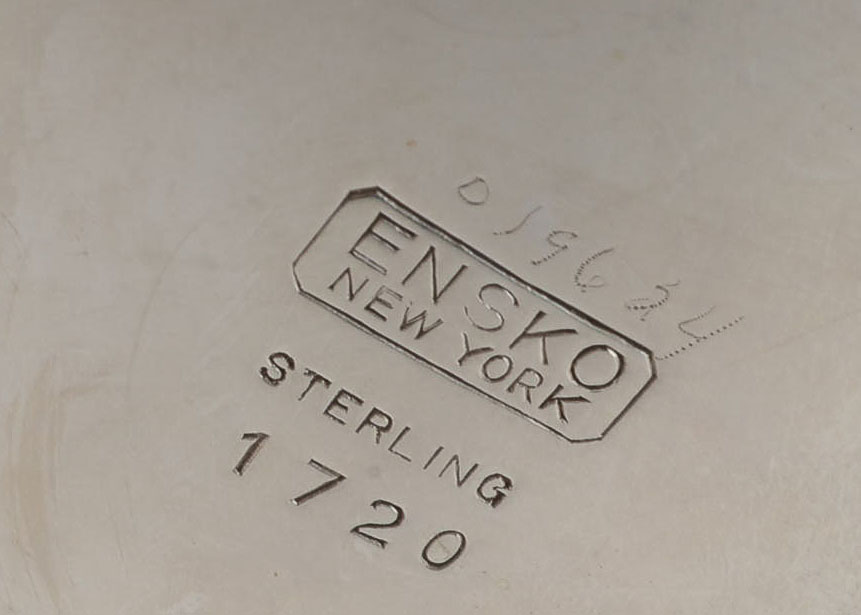 ENSKO
NEW YORK
STERLING
1720